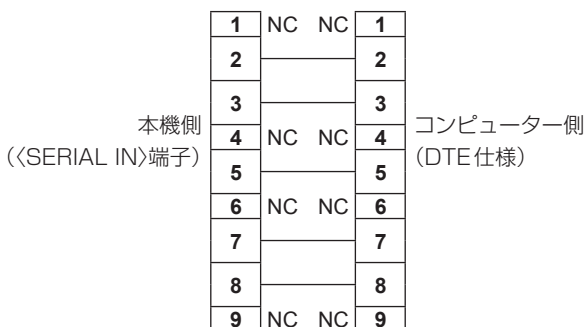 1 NC NC 1
2 2
3 3
本機側
（〈SERIAL IN〉端子）
4 NC NC 4
コンピューター側
（DTE仕様）
5 5
6 NC NC 6
7 7
8 8
9 NC NC 9